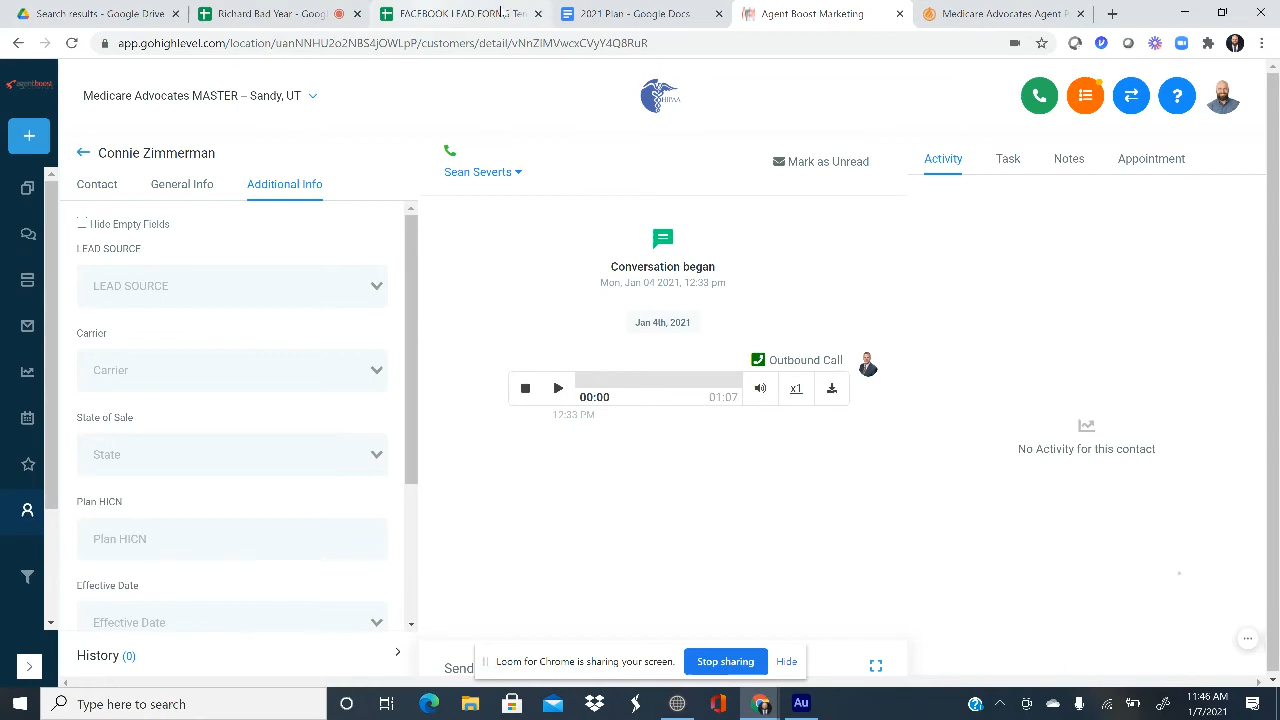 Search Results - Google Drive
FACEBOOK LEAD FORM
2021 Plan - Google Docs
Agent Boost Marketing
Medicare Advocates Agent P
app.gohighlevel.com/location/uanNNHU2o2NBS4jOWLpP/customers/detail/vNnZiMVwcxCVyY4Q8RuR
agentboost
Medicare Advocates MASTER – Sandy, UT
Connie Zimmerman
Contact
General Info
Additional Info
Hide Empty Fields
LEAD SOURCE
LEAD SOURCE
Carrier
Carrier
State of Sale
State
Plan HICN
Plan HICN
Effective Date
Effective Date
History (0)
Sean Severts
Mark as Unread
Conversation began
Mon, Jan 04 2021, 12:33 pm
Jan 4th, 2021
Outbound Call
00:00
01:07
x1
12:33 PM
Send
Activity
Task
Notes
Appointment
No Activity for this contact
Loom for Chrome is sharing your screen.
Stop sharing
Hide
Type here to search
Au
11:46 AM
1/7/2021